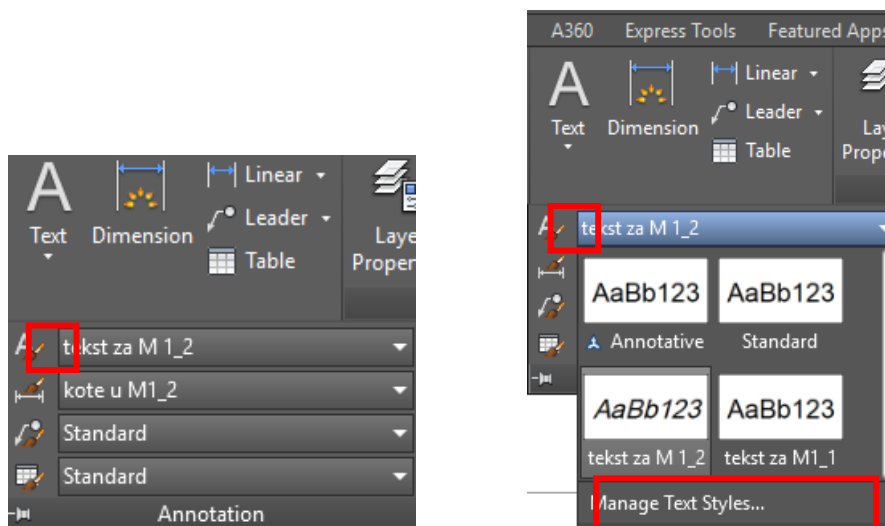 A
Text
Dimension
Linear
Leader
Table
Laye
Proper
tekst za M 1_2
kote u M1_2
Standard
Standard
Annotation
A360 Express Tools Featured Apps
A
Text
Dimension
Linear
Leader
Table
Lay
Prope
tekst za M 1_2
AaBb123 AaBb123
Annotative Standard
AaBb123 AaBb123
tekst za M 1_2 tekst za M1_1
Manage Text Styles...